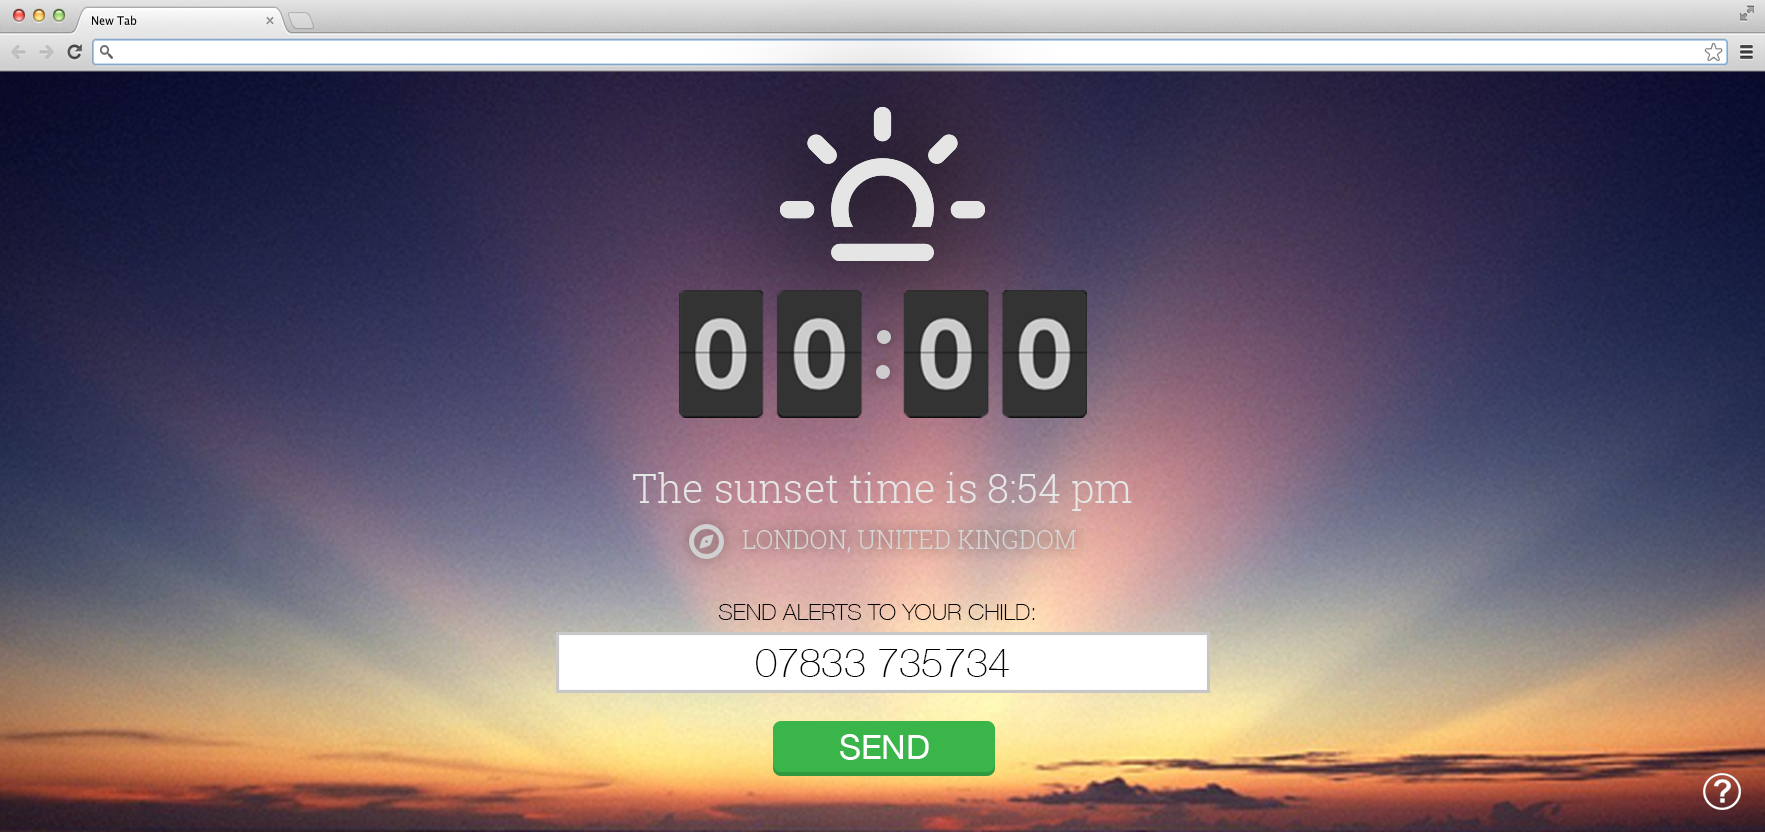 New Tab
00:00
The sunset time is 8:54 pm
LONDON, UNITED KINGDOM
SEND ALERTS TO YOUR CHILD:
07833 735734
SEND
?